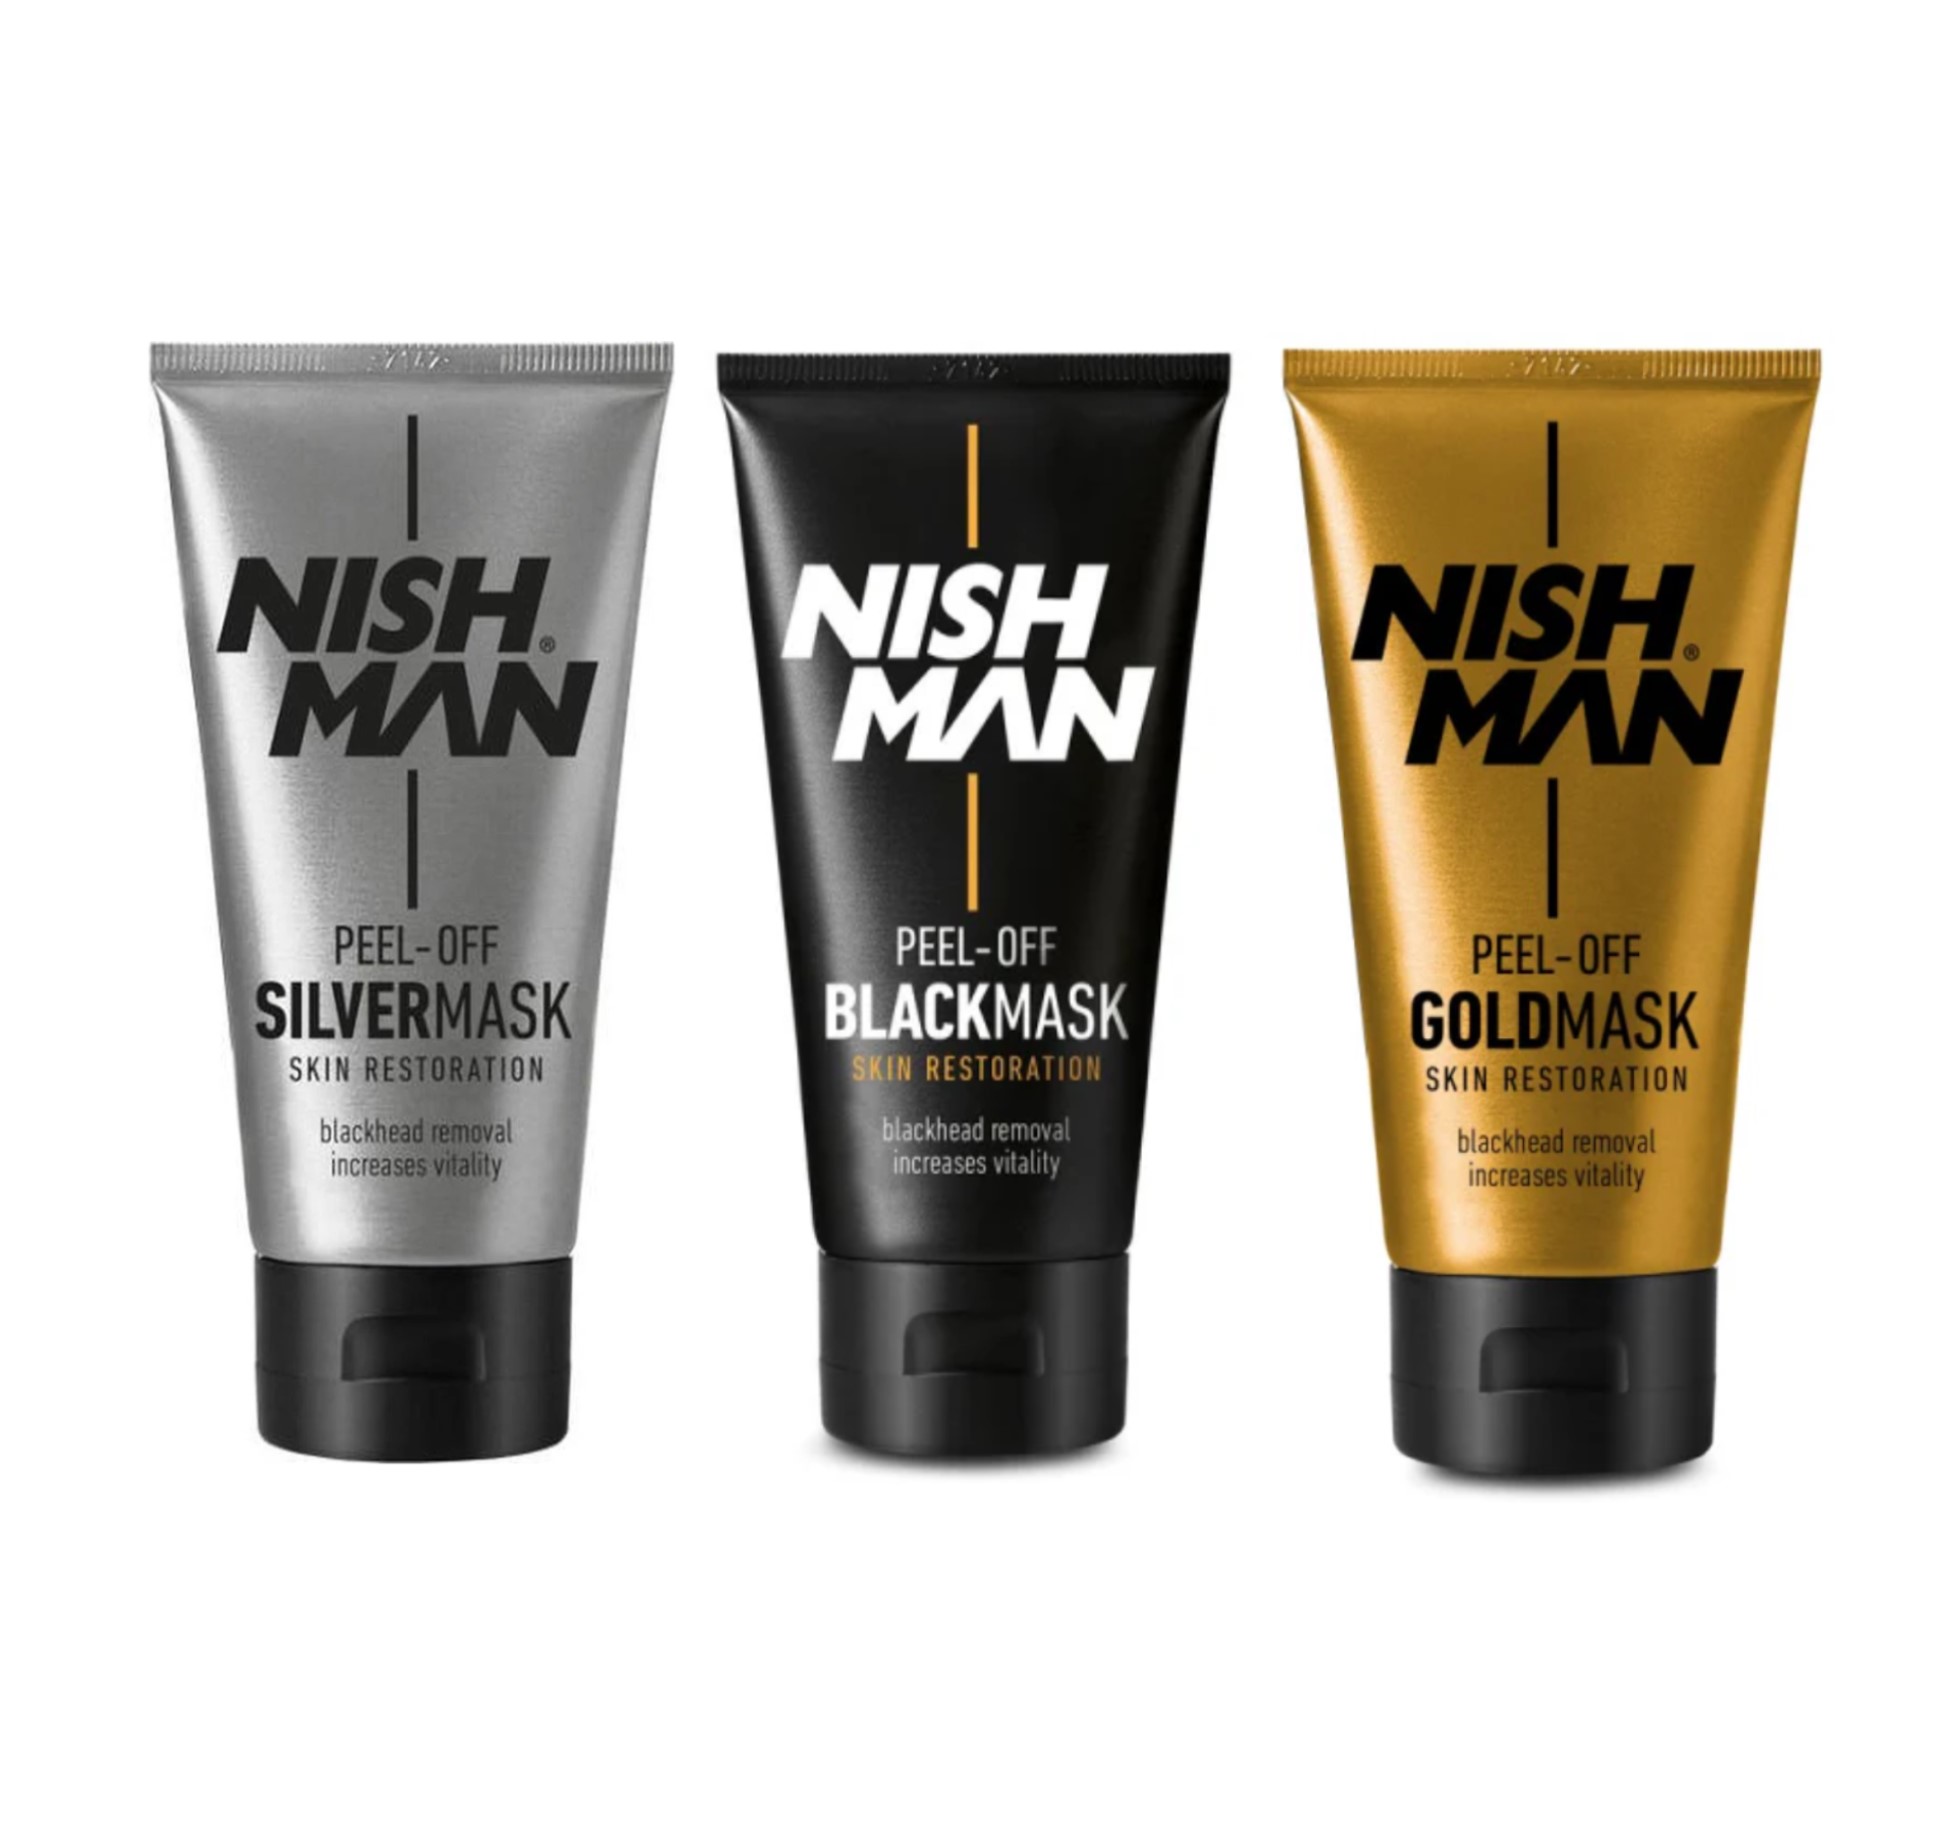 NISH
MAN
PEEL-OFF
SILVERMASK
SKIN RESTORATION
blackhead removal
increases vitality
NISH
MAN
PEEL-OFF
BLACKMASK
SKIN RESTORATION
blackhead removal
increases vitality
NISH
MAN
PEEL-OFF
GOLDMASK
SKIN RESTORATION
blackhead removal
increases vitality